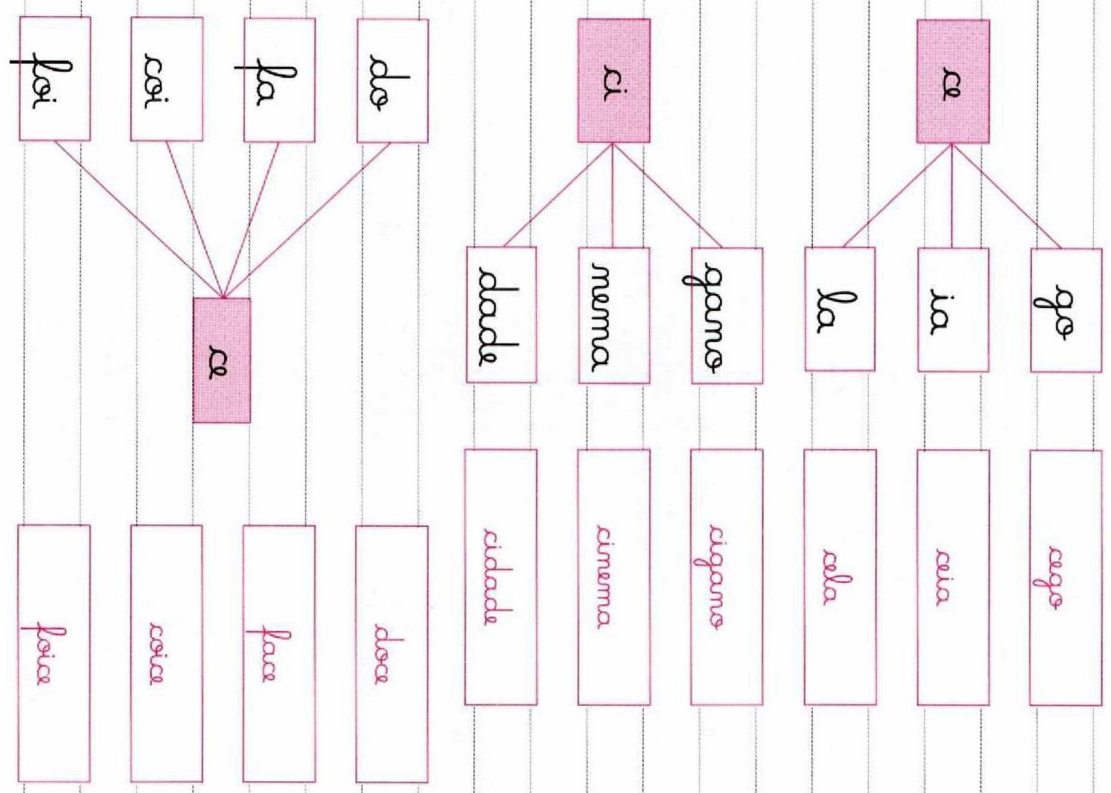 go cego
ce ia ceia
la cela
gano cigano
ci nema cinema
dade cidade
do doce
fa face
ce
coi coice
foi foice